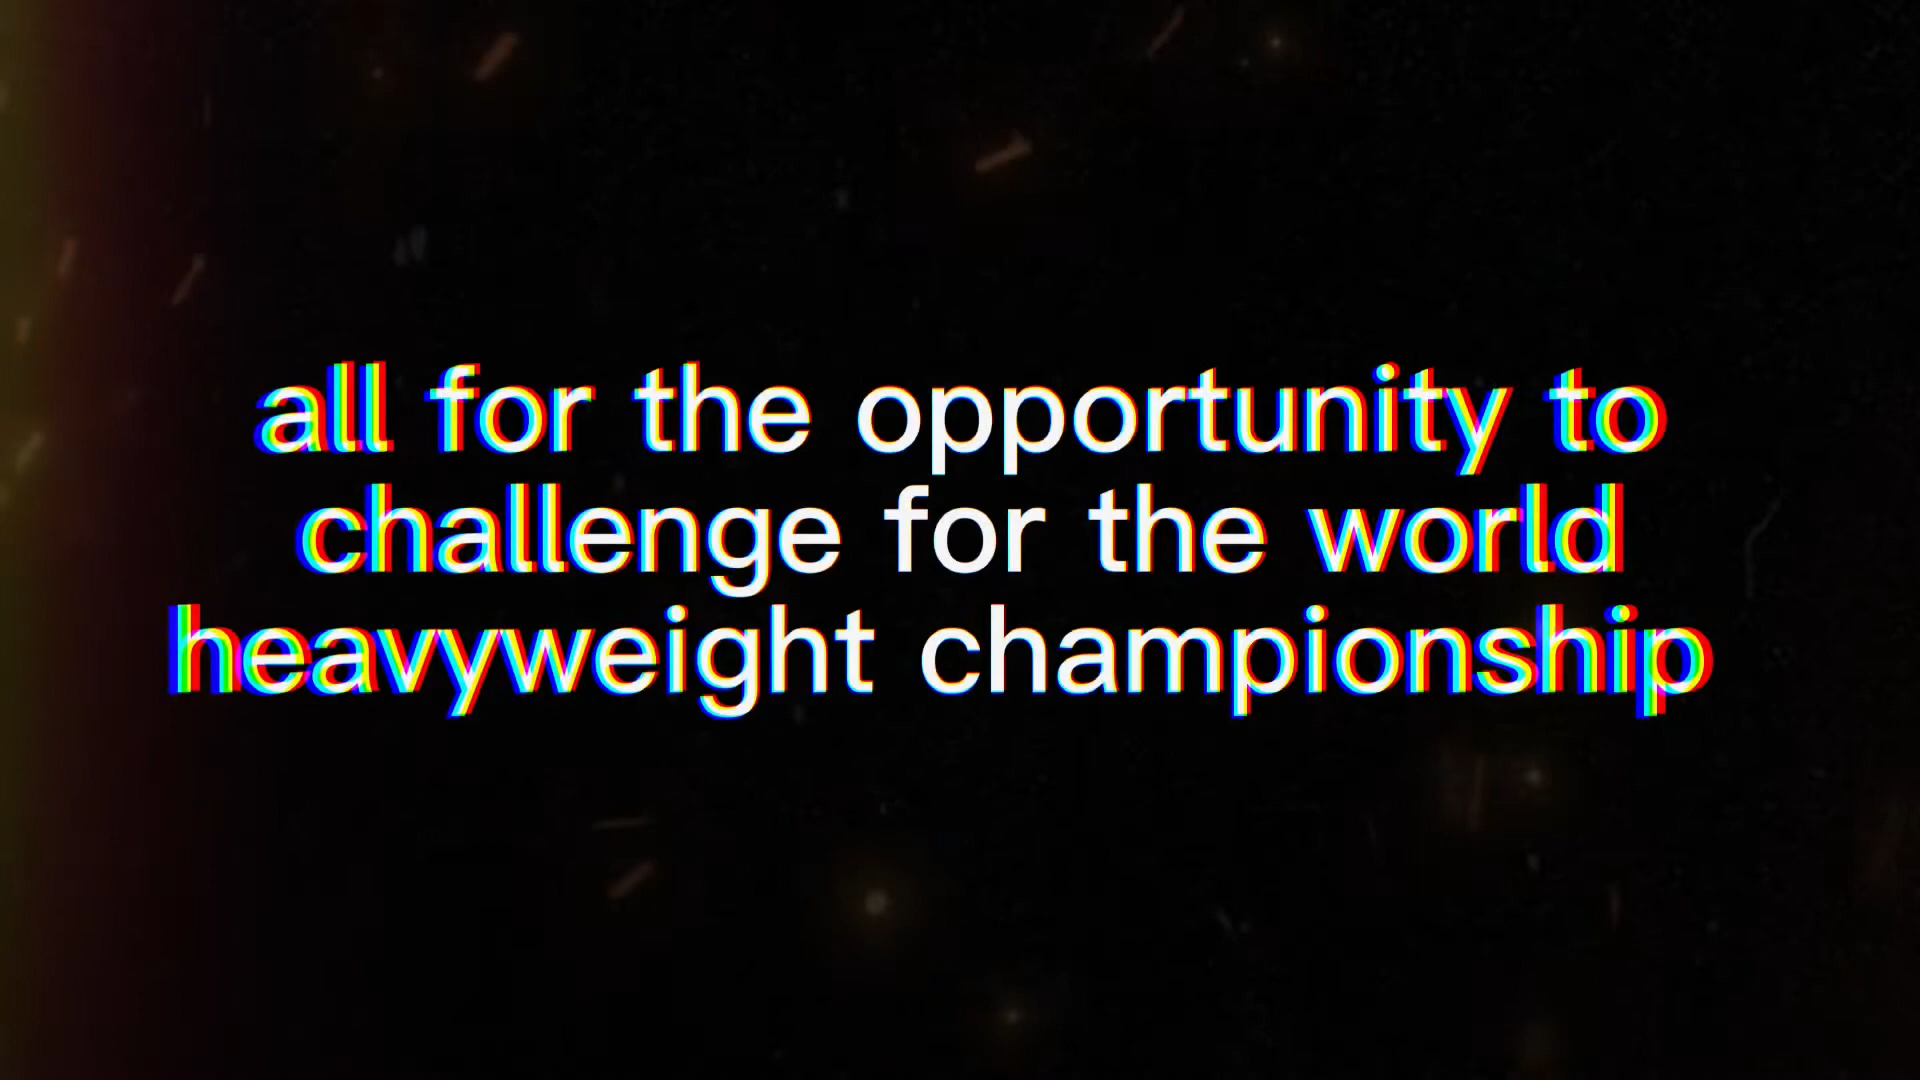 all for the opportunity to
challenge for the world
heavyweight championship